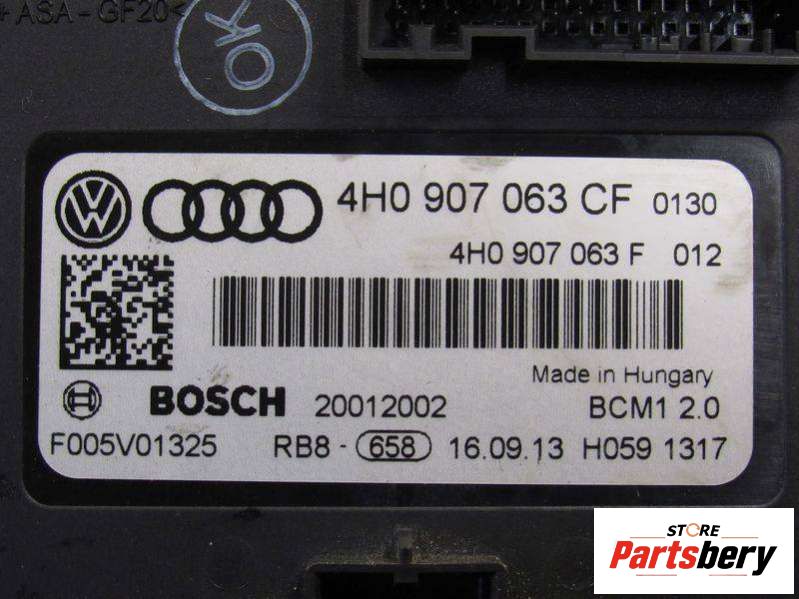 + ASA-GF20<
OK
4H0 907 063 CF 0130
4H0 907 063 F 012
Made in Hungary
BOSCH 20012002 BCM1 2.0
F005V01325 RB8- 658 16.09.13 H059 1317
STORE
Partsbery